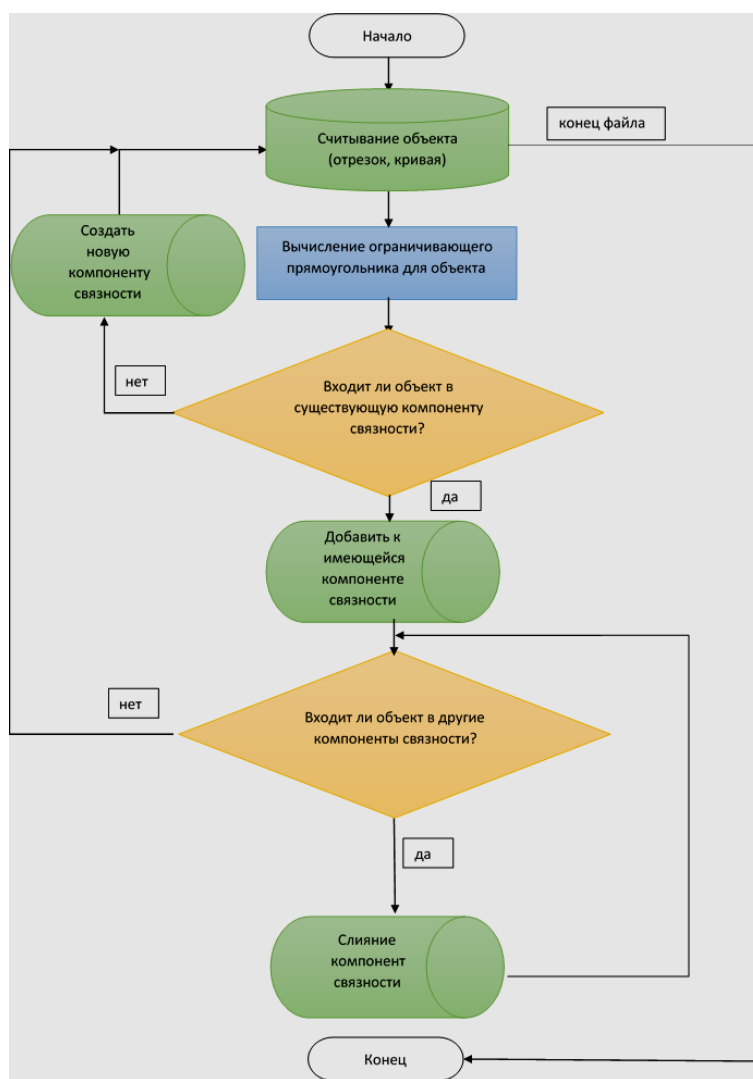 Начало
конец файла
Считывание объекта
(отрезок, кривая)
Создать
новую
компоненту
связности
Вычисление ограничивающего
прямоугольника для объекта
нет
Входит ли объект в
существующую компоненту
связности?
да
Добавить к
имеющейся
компоненте
связности
нет
Входит ли объект в другие
компоненты связности?
да
Слияние
компонент
связности
Конец